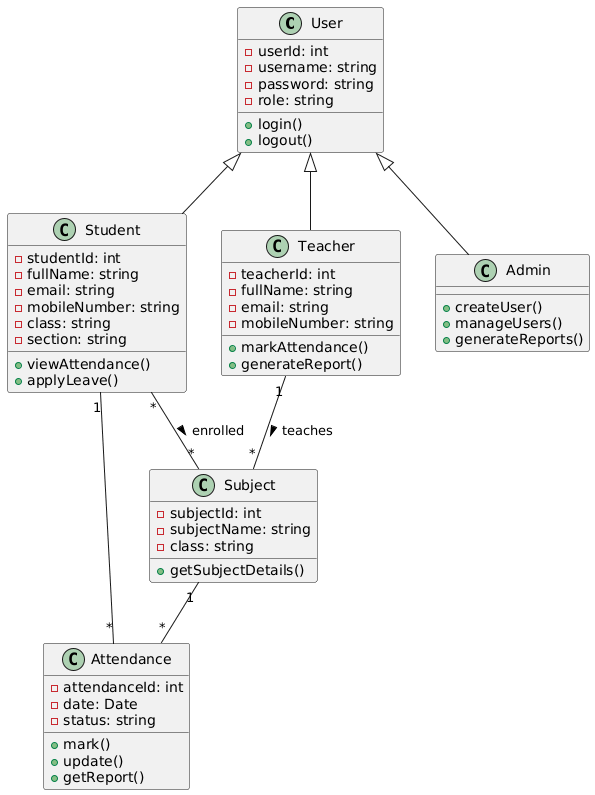 C User
userId: int
username: string
password: string
role: string
login()
logout()
C Student
studentId: int
fullName: string
email: string
mobileNumber: string
class: string
section: string
viewAttendance()
applyLeave()
C Teacher
teacherId: int
fullName: string
email: string
mobileNumber: string
markAttendance()
generateReport()
C Admin
createUser()
manageUsers()
generateReports()
1
*
1
enrolled
teaches
*
*
C Subject
subjectId: int
subjectName: string
class: string
getSubjectDetails()
1
*
*
C Attendance
attendanceId: int
date: Date
status: string
mark()
update()
getReport()